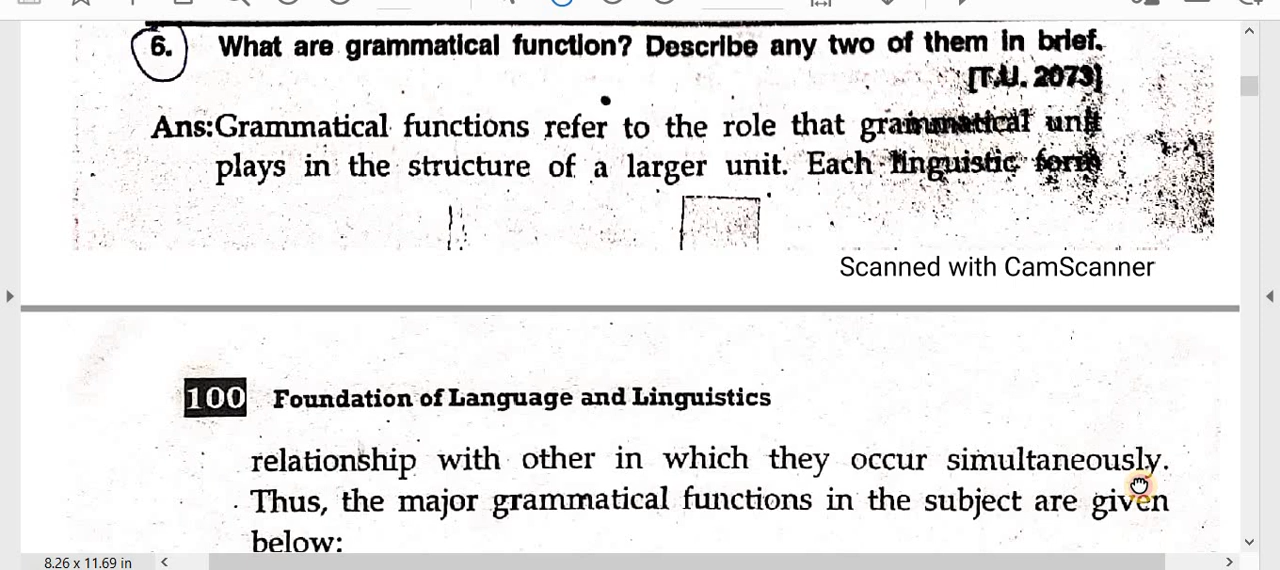 6. What are grammatical function? Describe any two of them in brief.
[T.U. 2073]
Ans:Grammatical functions refer to the role that grammatical unit
plays in the structure of a larger unit. Each linguistic form
Scanned with CamScanner
100 Foundation of Language and Linguistics
relationship with other in which they occur simultaneously.
Thus, the major grammatical functions in the subject are given
below:
8.26 x 11.69 in